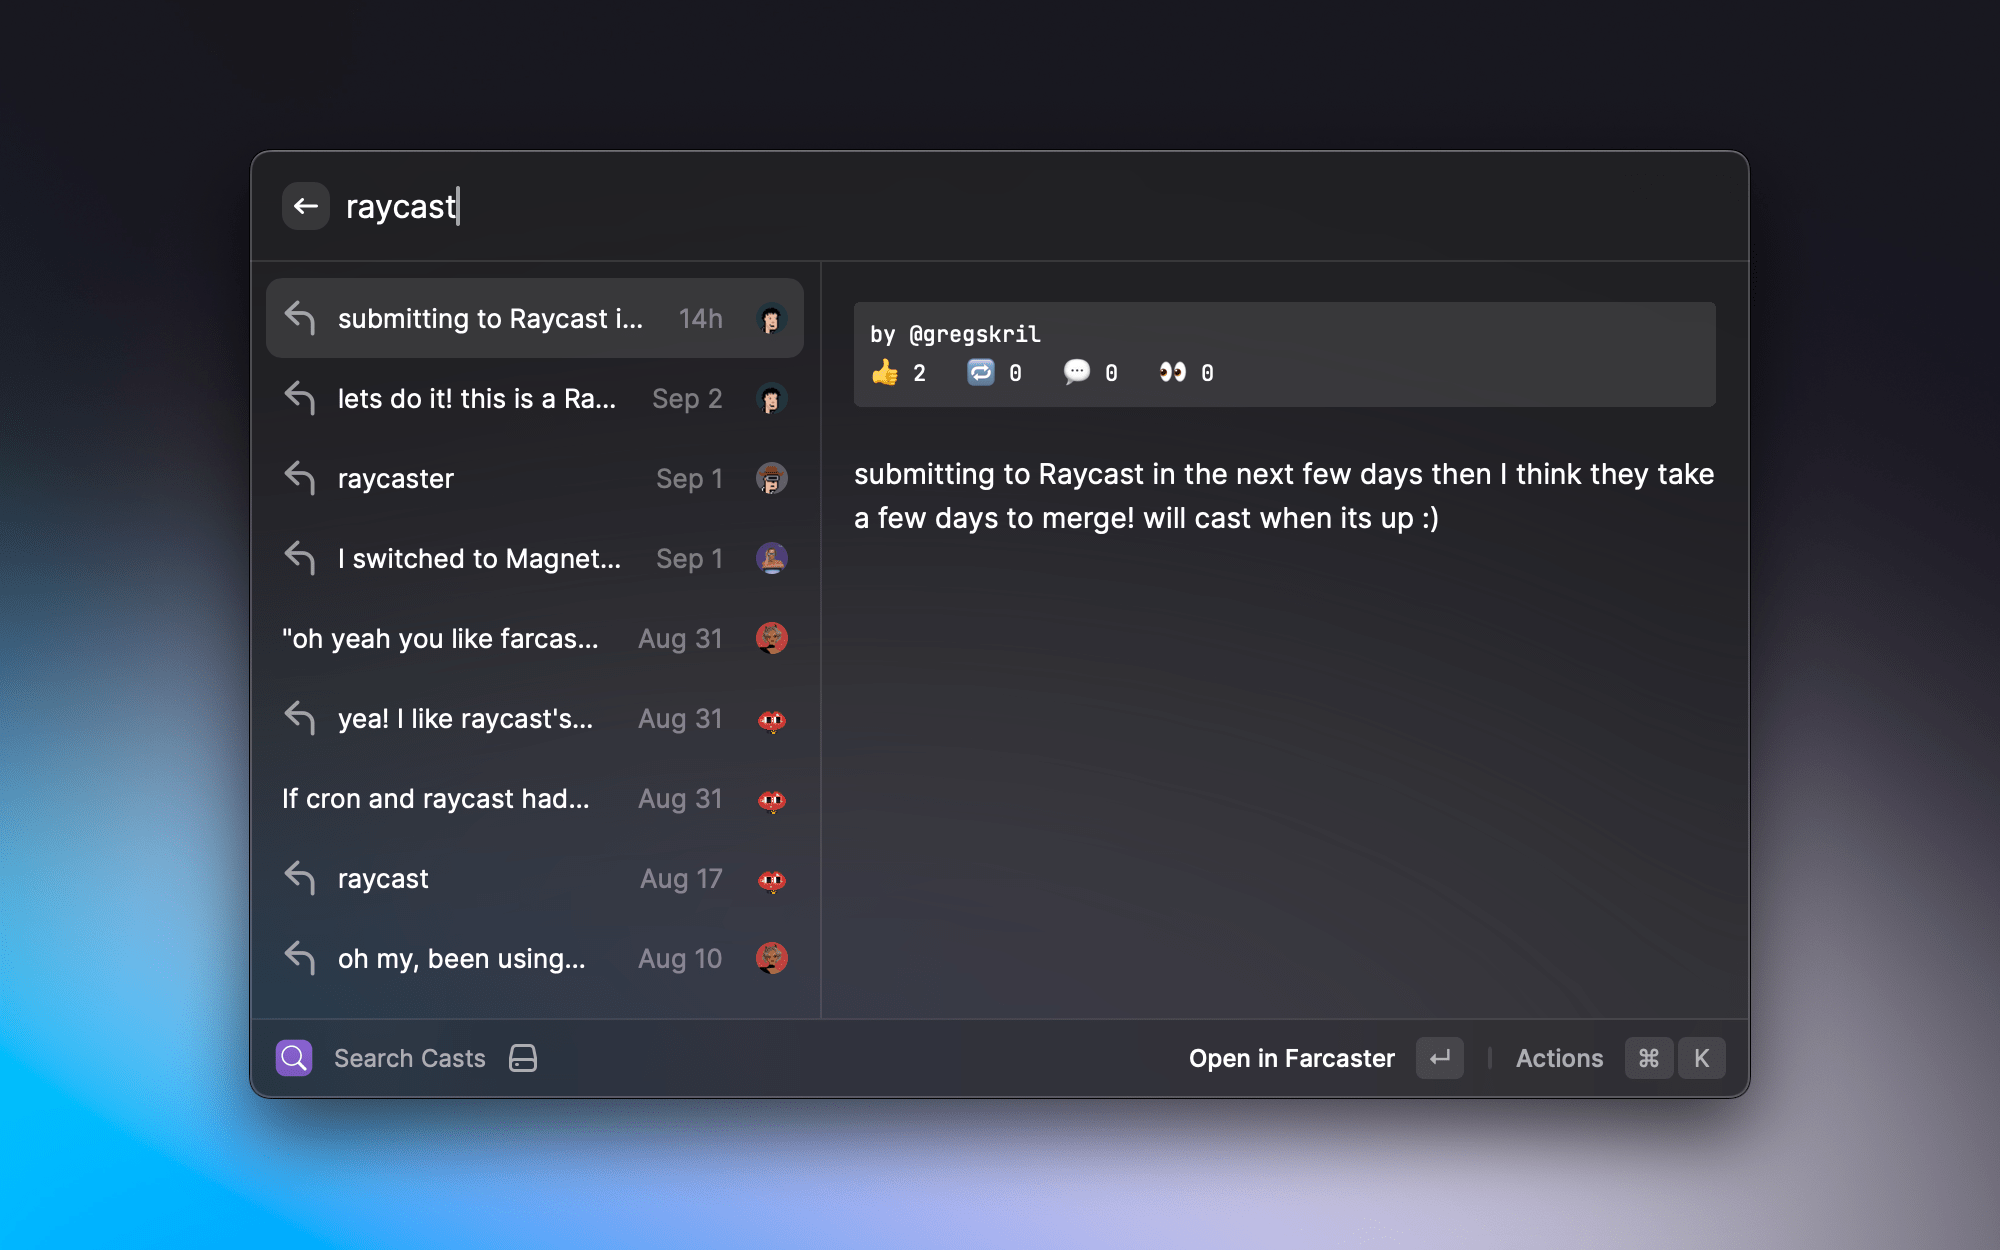 raycast
submitting to Raycast i... 14h
lets do it! this is a Ra... Sep 2
raycaster Sep 1
I switched to Magnet... Sep 1
"oh yeah you like farcas... Aug 31
yea! I like raycast's... Aug 31
If cron and raycast had... Aug 31
raycast Aug 17
oh my, been using... Aug 10
by @gregskril
👍 2 🔁 0 💬 0 👀 0
submitting to Raycast in the next few days then I think they take
a few days to merge! will cast when its up :)
Search Casts
Open in Farcaster ↵ | Actions ⌘ K